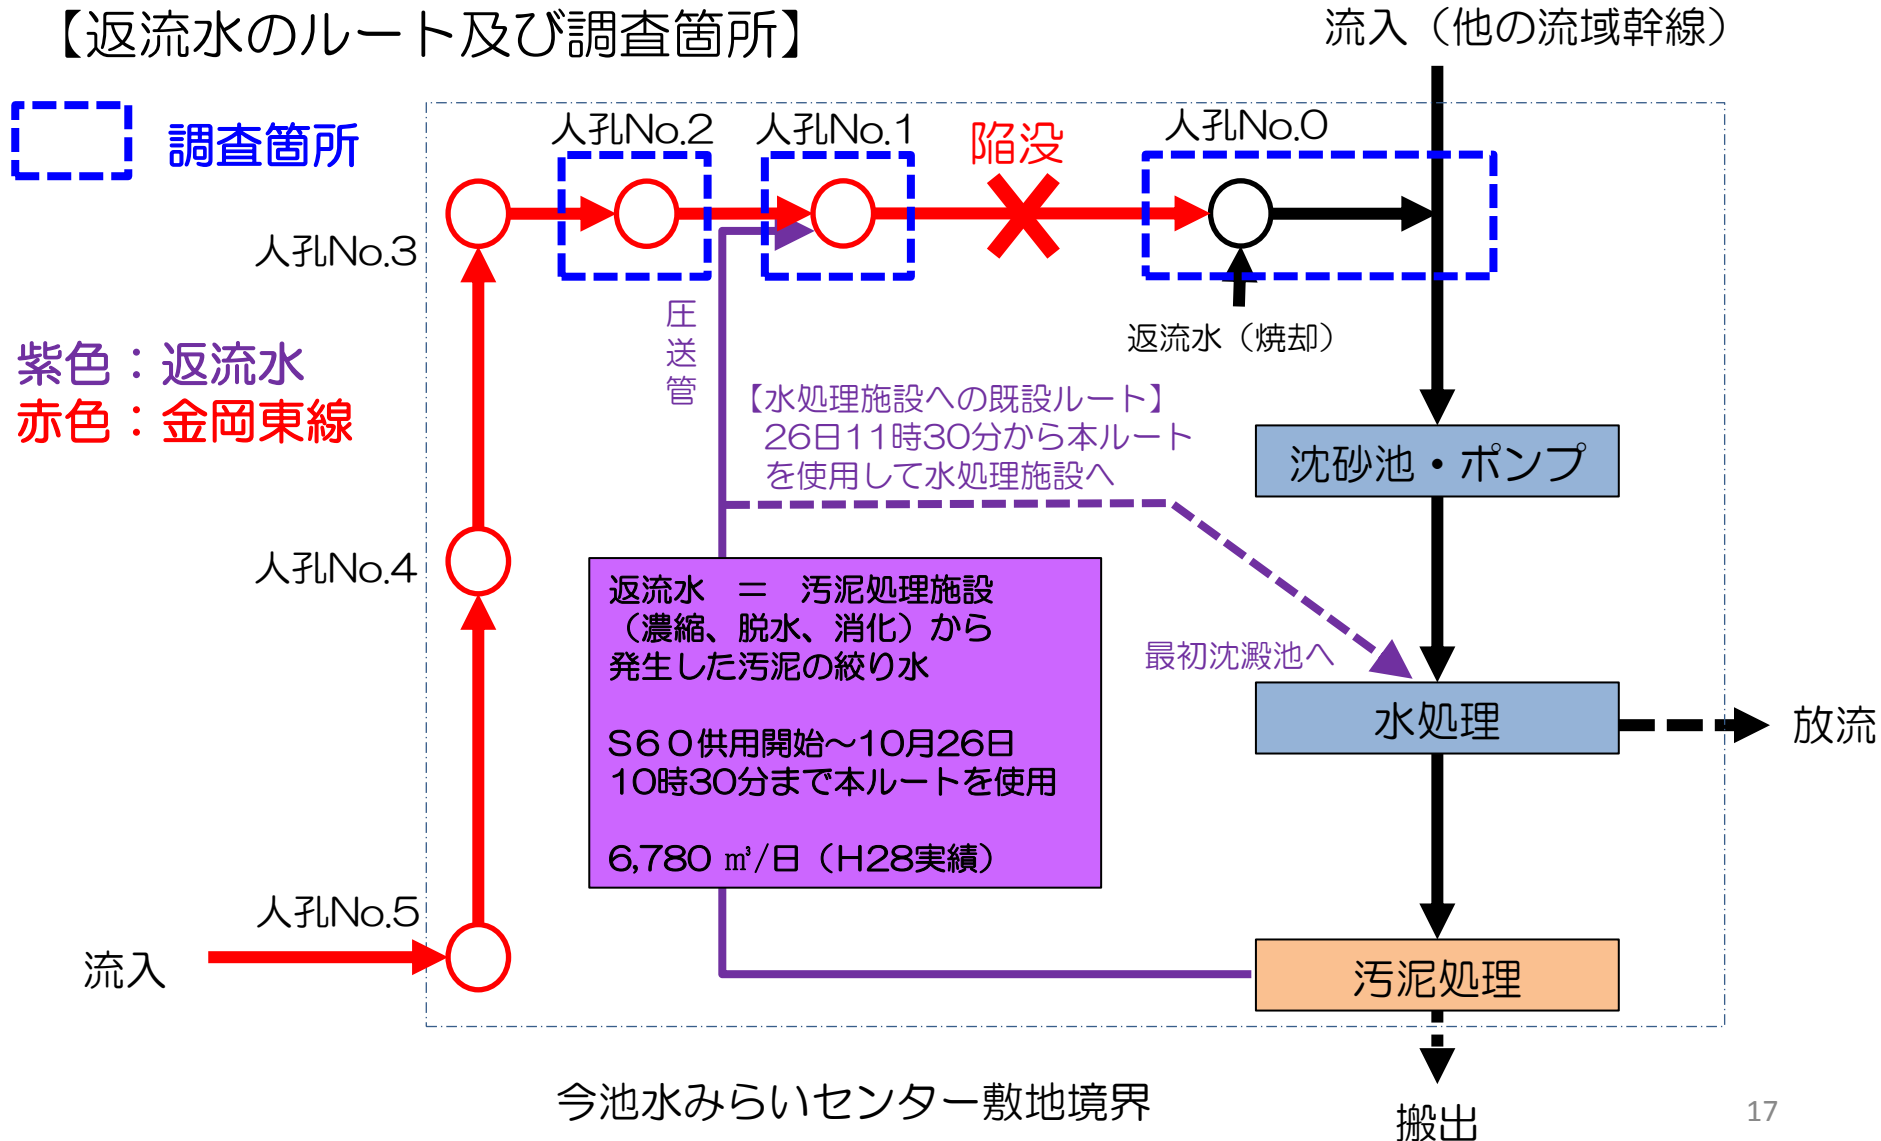 【返流水のルート及び調査箇所】
流入（他の流域幹線）
調査箇所
人孔No.2
人孔No.1
陥没
人孔No.0
人孔No.3
圧送管
返流水（焼却）
紫色：返流水
赤色：金岡東線
【水処理施設への既設ルート】
26日11時30分から本ルート
を使用して水処理施設へ
沈砂池・ポンプ
人孔No.4
返流水　＝　汚泥処理施設
（濃縮、脱水、消化）から
発生した汚泥の絞り水
S60供用開始～10月26日
10時30分まで本ルートを使用
6,780 ㎥/日（H28実績）
最初沈澱池へ
水処理
放流
人孔No.5
流入
汚泥処理
今池水みらいセンター敷地境界
搬出
17